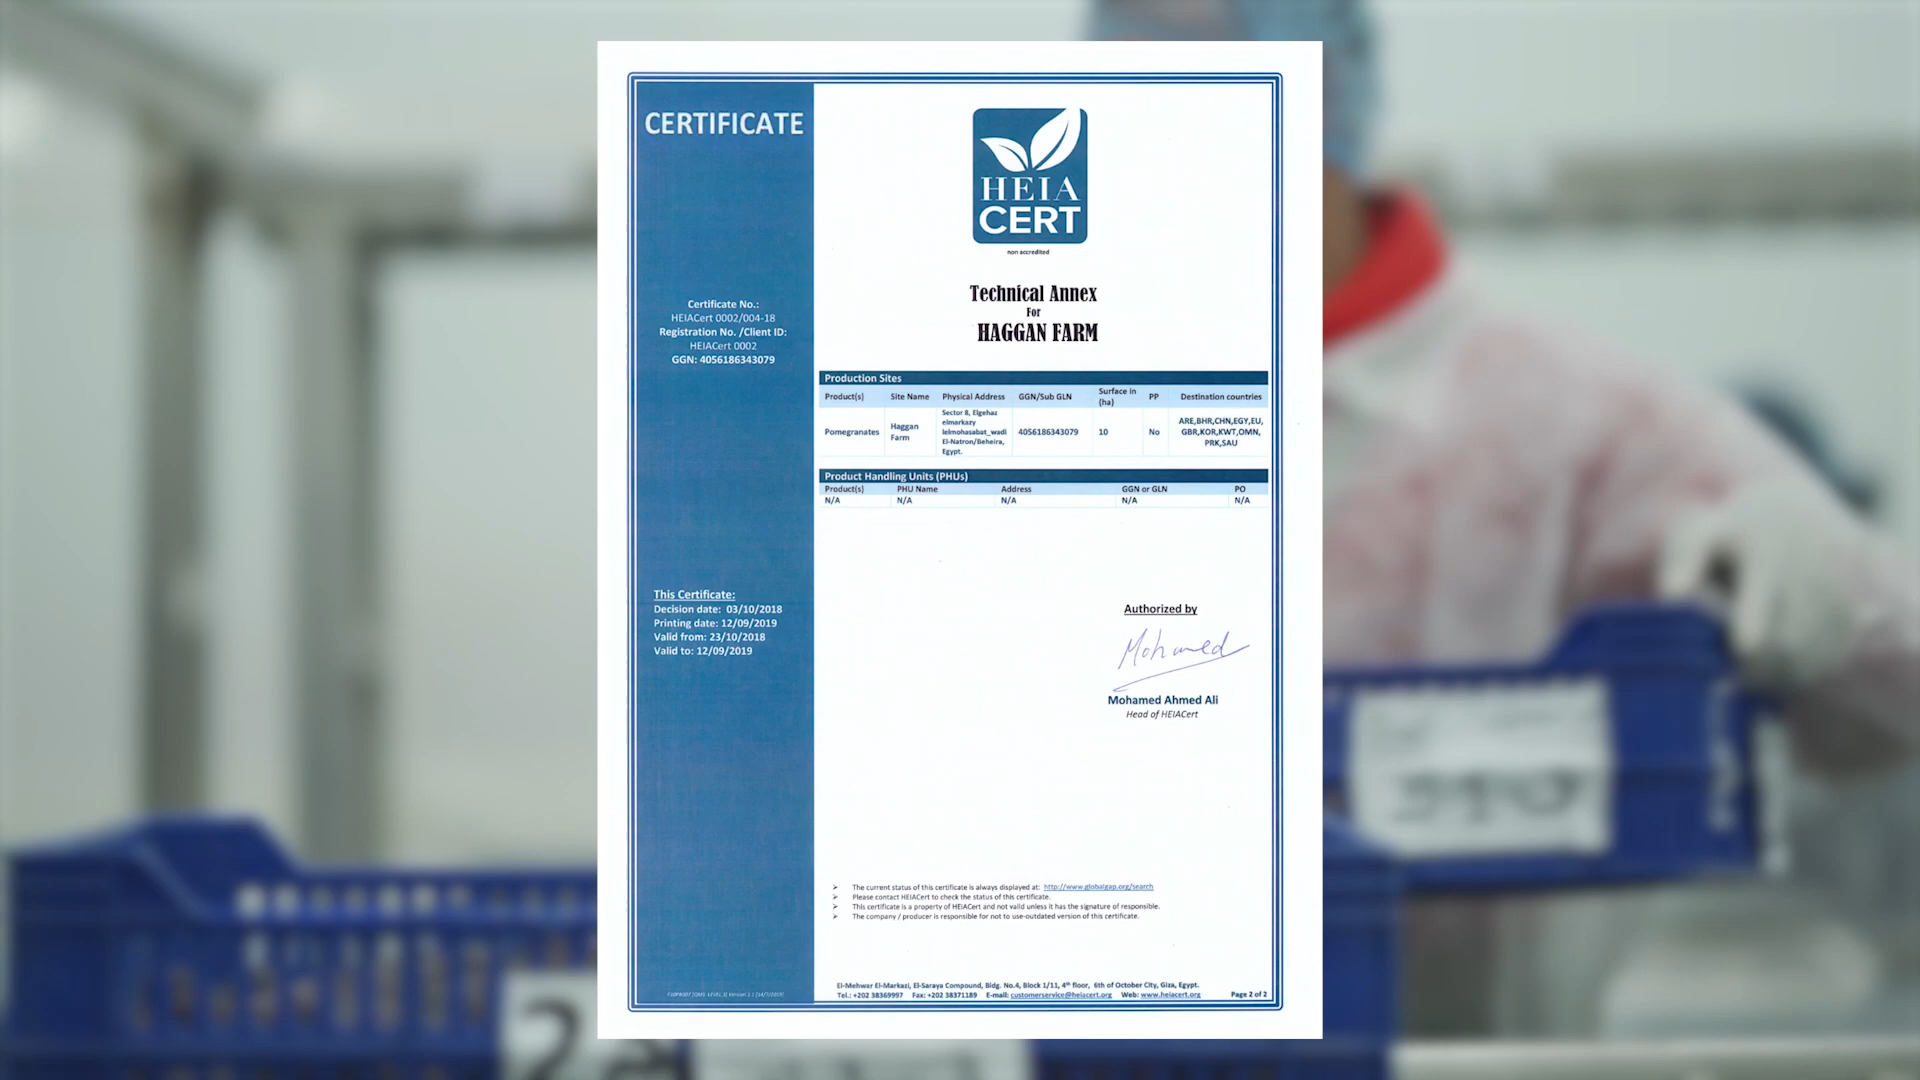 CERTIFICATE
Certificate No.:
HEIACert 0002/004-18
Registration No. /Client ID:
HEIACert 0002
GGN: 4056186343079
This Certificate:
Decision date: 03/10/2018
Printing date: 12/09/2019
Valid from: 23/10/2018
Valid to: 12/09/2019
HEIA
CERT
non accredited
Technical Annex
For
HAGGAN FARM
Production Sites
Product(s) Site Name Physical Address GGN/Sub GLN Surface in (ha) PP Destination countries
Pomegranates Haggan Farm Sector 8, Elgehaz elmarkazy lelmohasabat_wadi El-Natron/Beheira, Egypt. 4056186343079 10 No ARE,BHR,CHN,EGY,EU, GBR,KOR,KWT,OMN, PRK,SAU
Product Handling Units (PHUs)
Product(s) PHU Name Address GGN or GLN PO
N/A N/A N/A N/A N/A
Authorized by
Mohamed
Mohamed Ahmed Ali
Head of HEIACert
➢ The current status of this certificate is always displayed at: http://www.globalgap.org/search
➢ Please contact HEIACert to check the status of this certificate.
➢ This certificate is a property of HEIACert and not valid unless it has the signature of responsible.
➢ The company / producer is responsible for not to use-outdated version of this certificate.
El-Mehwar El-Markazi, El-Saraya Compound, Bldg. No.4, Block 1/11, 4th floor, 6th of October City, Giza, Egypt.
Tel.: +202 38369997 Fax: +202 38371189 E-mail: customerservice@heiacert.org Web: www.heiacert.org
Page 2 of 2